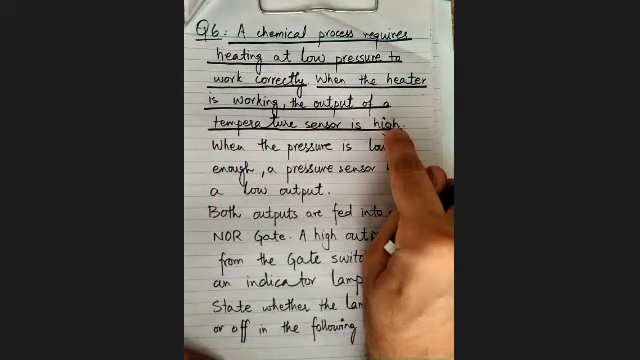 Q6: A chemical process requires
heating at low pressure to
work correctly. When the heater
is working, the output of a
temperature sensor is high.
When the pressure is low
enough, a pressure sensor
a low output.
Both outputs are fed into
NOR Gate. A high
from the Gate
an indicator lamp
State whether the
or off in the following